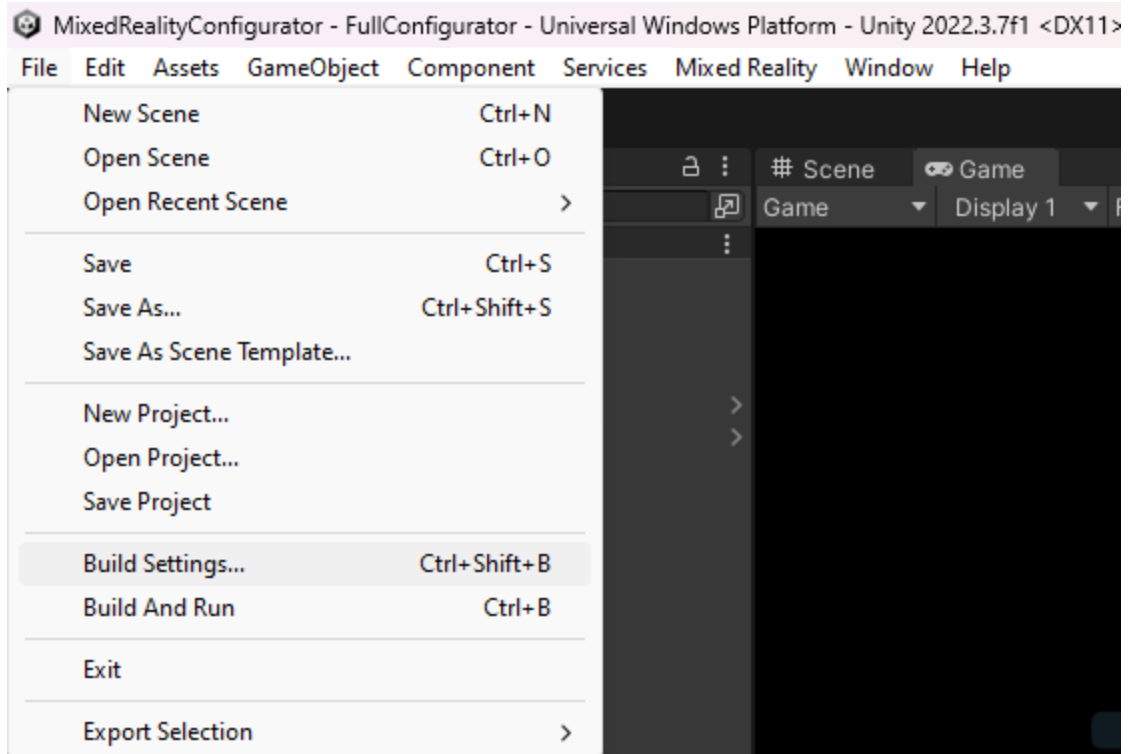 MixedRealityConfigurator - FullConfigurator - Universal Windows Platform - Unity 2022.3.7f1 <DX11>
File Edit Assets GameObject Component Services Mixed Reality Window Help
New Scene Ctrl+N
Open Scene Ctrl+O
Open Recent Scene
Save Ctrl+S
Save As... Ctrl+Shift+S
Save As Scene Template...
New Project...
Open Project...
Save Project
Build Settings... Ctrl+Shift+B
Build And Run Ctrl+B
Exit
Export Selection
# Scene Game
Game Display 1